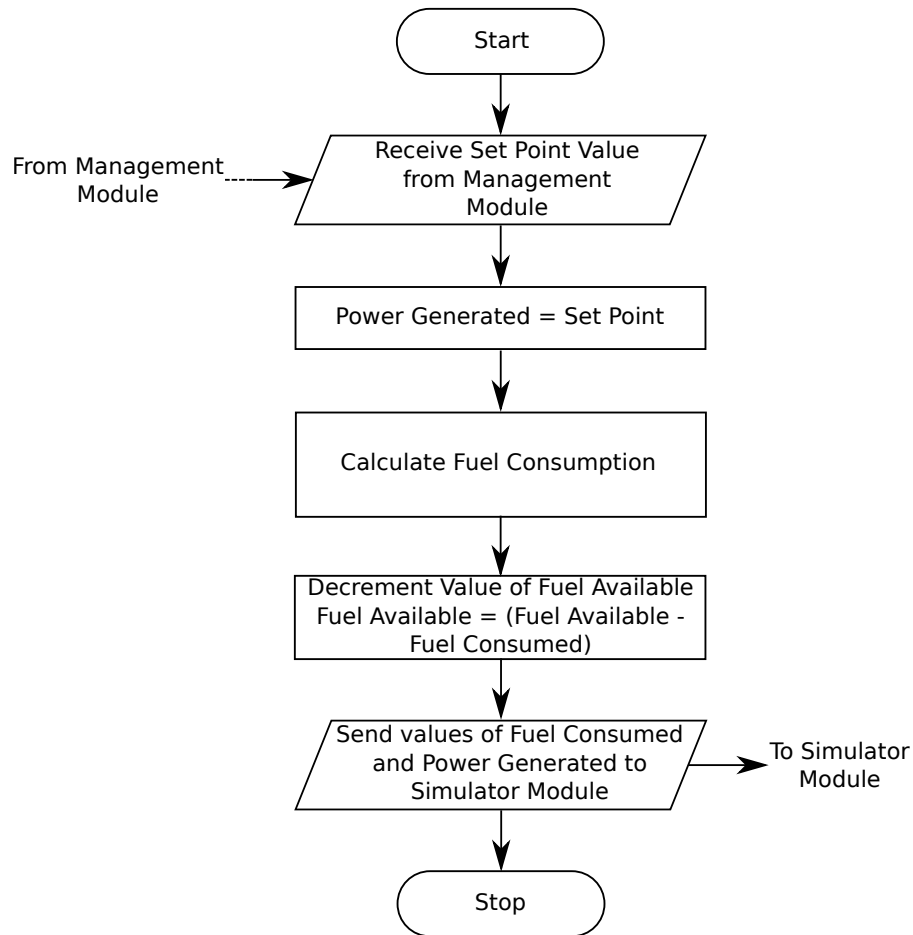 Start
Receive Set Point Value
from Management
Module
From Management
Module
Power Generated = Set Point
Calculate Fuel Consumption
Decrement Value of Fuel Available
Fuel Available = (Fuel Available -
Fuel Consumed)
Send values of Fuel Consumed
and Power Generated to
Simulator Module
To Simulator
Module
Stop